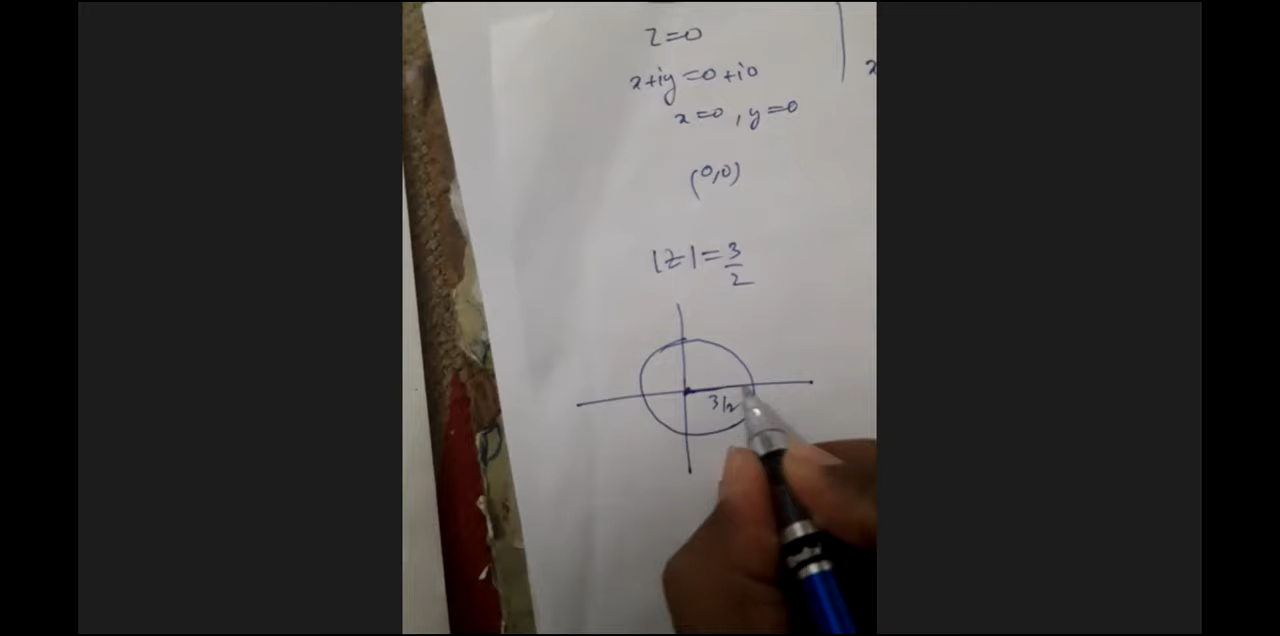 z=0
x+iy=0+i0
x=0, y=0
(0,0)
|z|=3/2
3/2
x